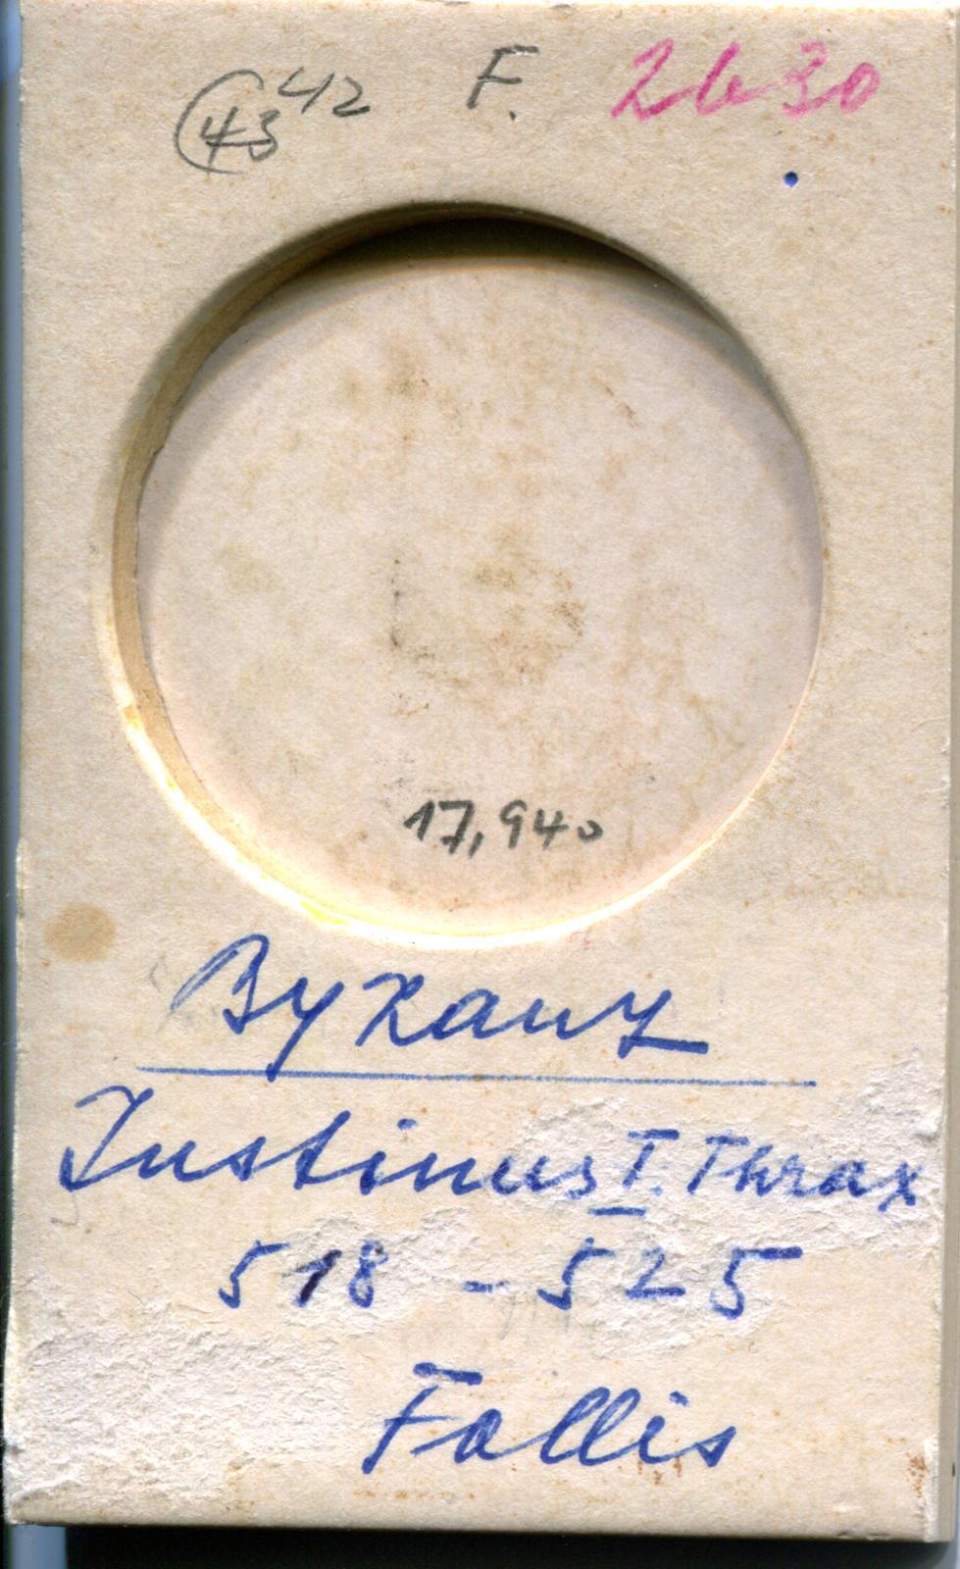 43 42 F. 2630
17,940
Byzanz
Justinus I. Thrax
518 - 525
Follis